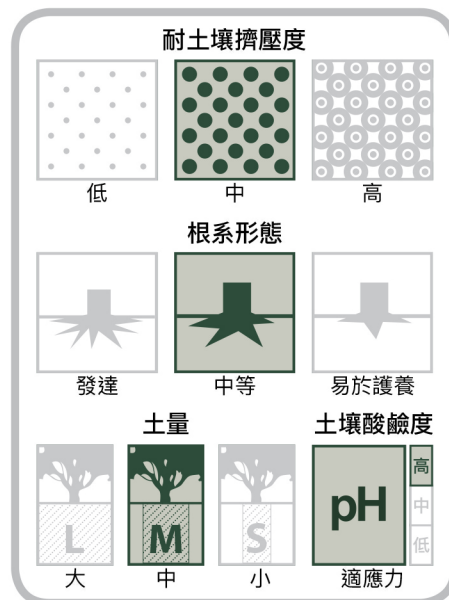 耐土壤擠壓度
低 中 高
根系形態
發達 中等 易於護養
土量 土壤酸鹼度
L M S pH 高 中 低
大 中 小 適應力